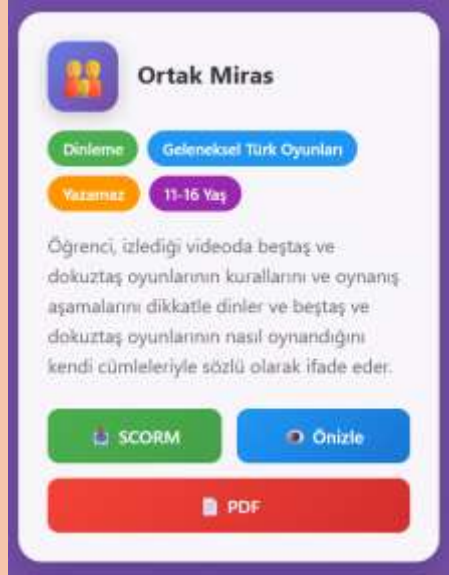 Ortak Miras
Dinleme
Geleneksel Türk Oyunları
Yazamaz
11-16 Yaş
Öğrenci, izlediği videoda beştaş ve
dokuztaş oyunlarının kurallarını ve oynanış
aşamalarını dikkatle dinler ve beştaş ve
dokuztaş oyunlarının nasıl oynandığını
kendi cümleleriyle sözlü olarak ifade eder.
SCORM
Önizle
PDF